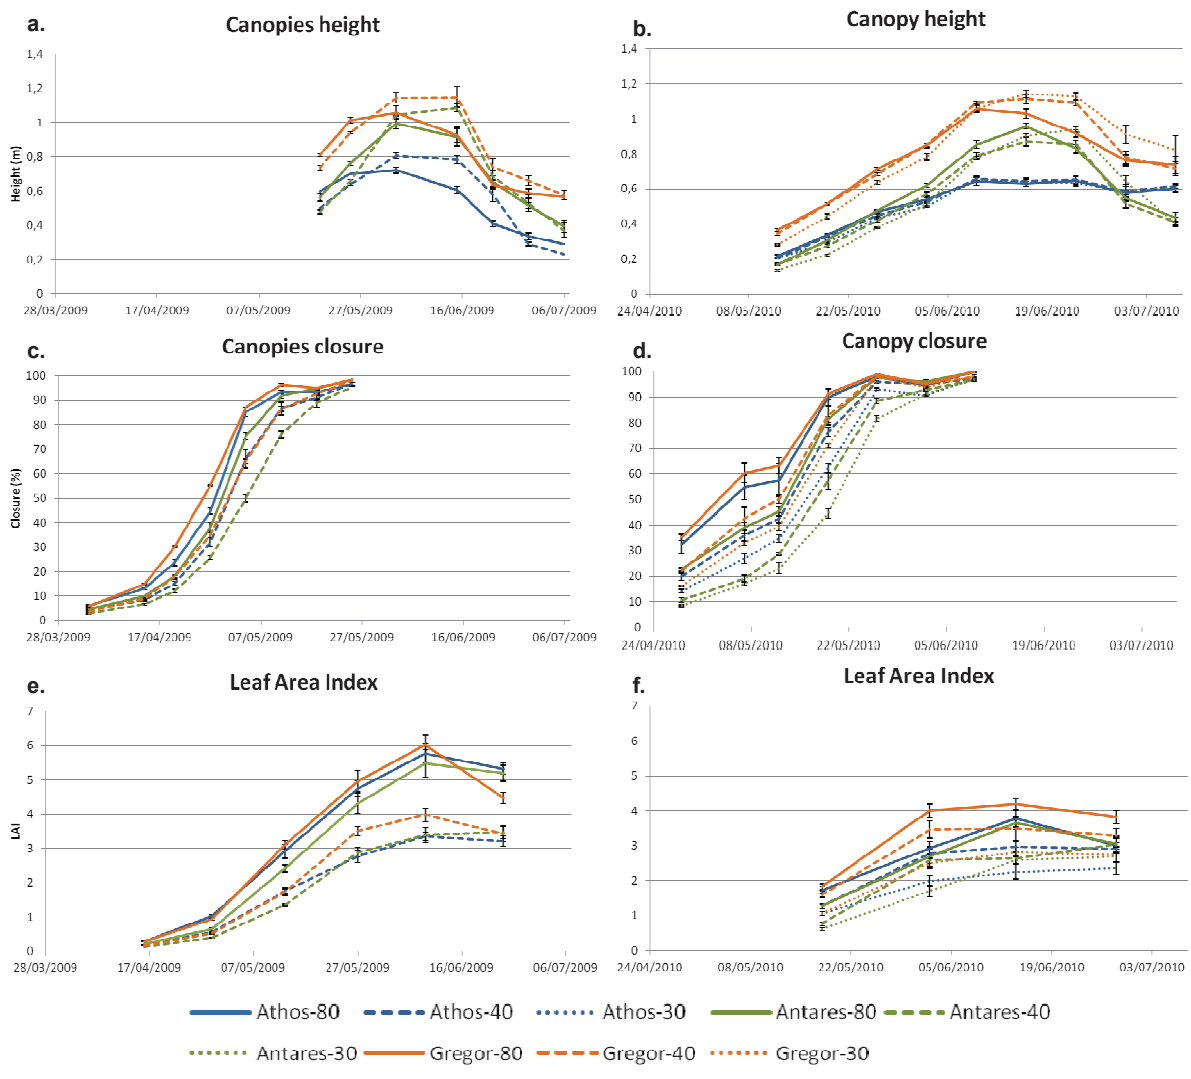 a.
Canopies height
1,4
1,2
1
0,8
0,6
0,4
0,2
0
Height (m)
28/03/2009 17/04/2009 07/05/2009 27/05/2009 16/06/2009 06/07/2009
b.
Canopy height
1,4
1,2
1
0,8
0,6
0,4
0,2
0
24/04/2010 08/05/2010 22/05/2010 05/06/2010 19/06/2010 03/07/2010
c.
Canopies closure
100
90
80
70
60
50
40
30
20
10
0
Closure (%)
28/03/2009 17/04/2009 07/05/2009 27/05/2009 16/06/2009 06/07/2009
d.
Canopy closure
100
90
80
70
60
50
40
30
20
10
0
24/04/2010 08/05/2010 22/05/2010 05/06/2010 19/06/2010 03/07/2010
e.
Leaf Area Index
7
6
5
4
3
2
1
0
LAI
28/03/2009 17/04/2009 07/05/2009 27/05/2009 16/06/2009 06/07/2009
f.
Leaf Area Index
7
6
5
4
3
2
1
0
24/04/2010 08/05/2010 22/05/2010 05/06/2010 19/06/2010 03/07/2010
Athos-80 Athos-40 Athos-30 Antares-80 Antares-40
Antares-30 Gregor-80 Gregor-40 Gregor-30